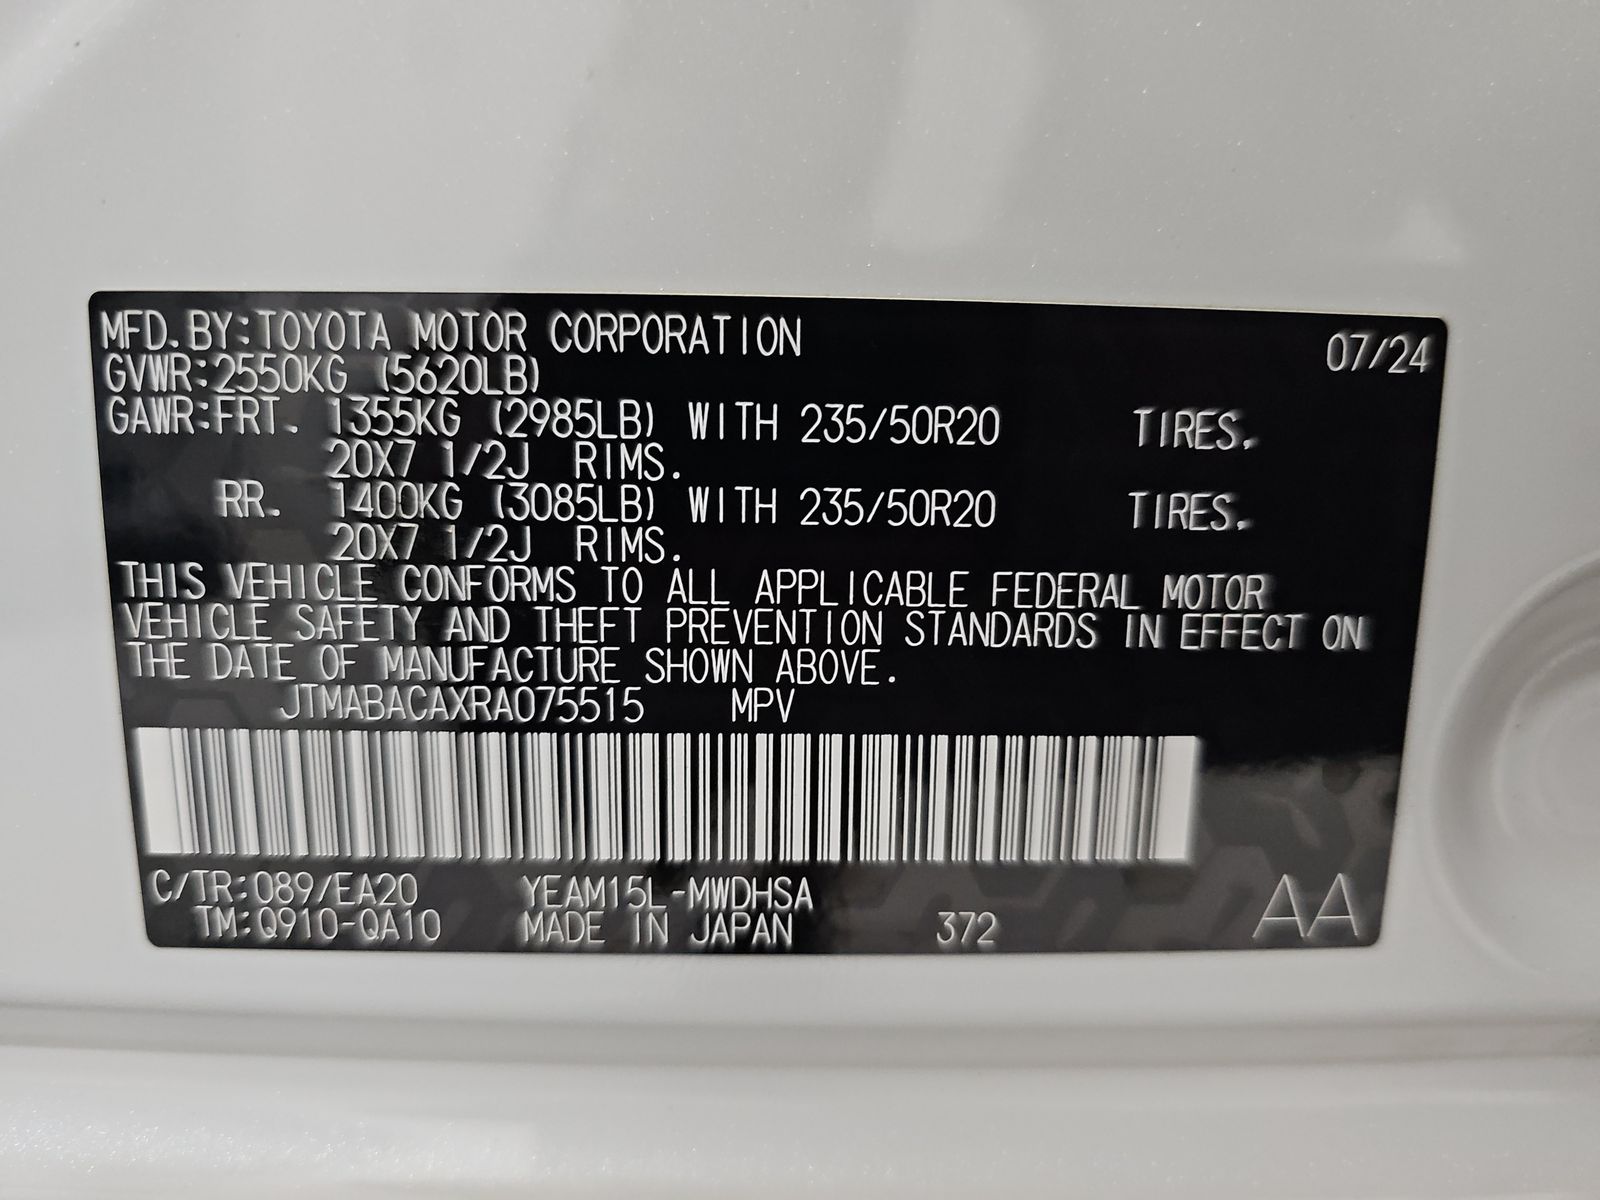 MFD. BY:TOYOTA MOTOR CORPORATION 07/24
GVWR:2550KG (5620LB)
GAWR:FRT. 1355KG (2985LB) WITH 235/50R20 TIRES.
20X7 1/2J RIMS.
RR. 1400KG (3085LB) WITH 235/50R20 TIRES.
20X7 1/2J RIMS.
THIS VEHICLE CONFORMS TO ALL APPLICABLE FEDERAL MOTOR
VEHICLE SAFETY AND THEFT PREVENTION STANDARDS IN EFFECT ON
THE DATE OF MANUFACTURE SHOWN ABOVE.
JTMABACAXRA075515 MPV
C/TR:089/EA20 YEAM15L-MWDHSA
TM:Q910-QA10 MADE IN JAPAN 372 AA